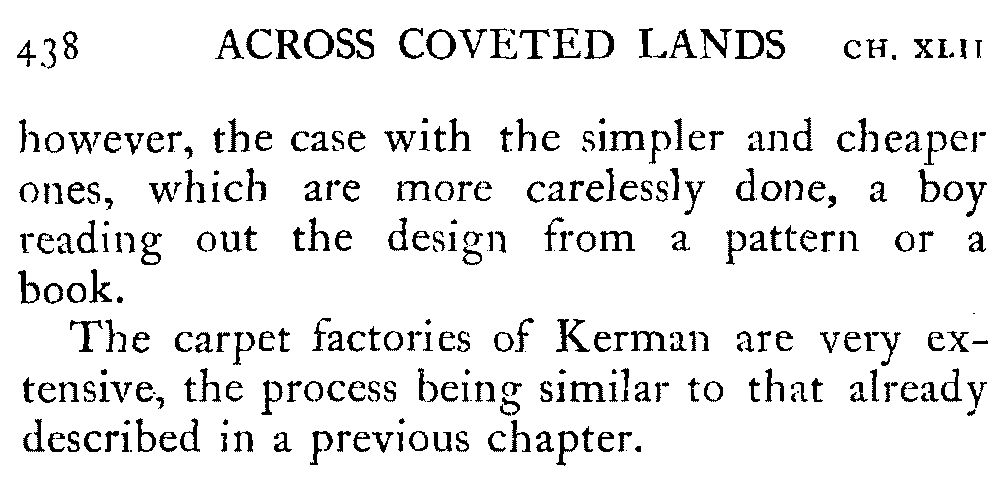 438 ACROSS COVETED LANDS CH. XLII
however, the case with the simpler and cheaper
ones, which are more carelessly done, a boy
reading out the design from a pattern or a
book.
The carpet factories of Kerman are very ex-
tensive, the process being similar to that already
described in a previous chapter.